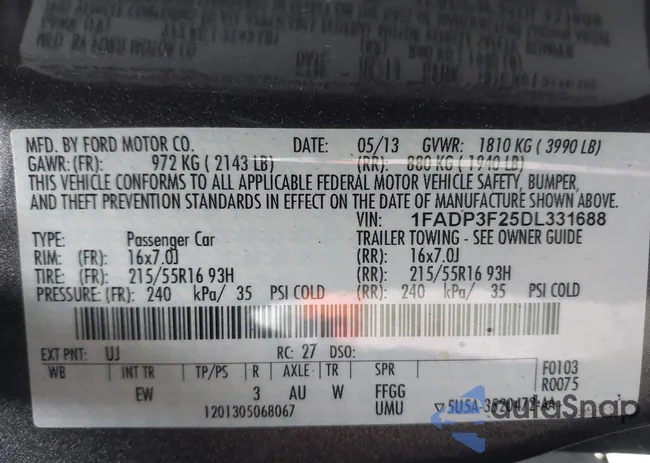 MFD. BY FORD MOTOR CO. DATE: 05/13 GVWR: 1810 KG ( 3990 LB)
GAWR: (FR): 972 KG ( 2143 LB) (RR): 880 KG ( 1940 LB)
THIS VEHICLE CONFORMS TO ALL APPLICABLE FEDERAL MOTOR VEHICLE SAFETY, BUMPER,
AND THEFT PREVENTION STANDARDS IN EFFECT ON THE DATE OF MANUFACTURE SHOWN ABOVE.
VIN: 1FADP3F25DL331688
TYPE: Passenger Car TRAILER TOWING - SEE OWNER GUIDE
RIM: (FR): 16x7.0J (RR): 16x7.0J
TIRE: (FR): 215/55R16 93H (RR): 215/55R16 93H
PRESSURE: (FR): 240 kPa/ 35 PSI COLD (RR): 240 kPa/ 35 PSI COLD
EXT PNT: UJ RC: 27 DSO:
WB INT TR TP/PS R AXLE TR SPR F0103
R0075
EW 3 AU W FFGG
1201305068067 UMU 5U5A-3520472-AA
AutoSnap